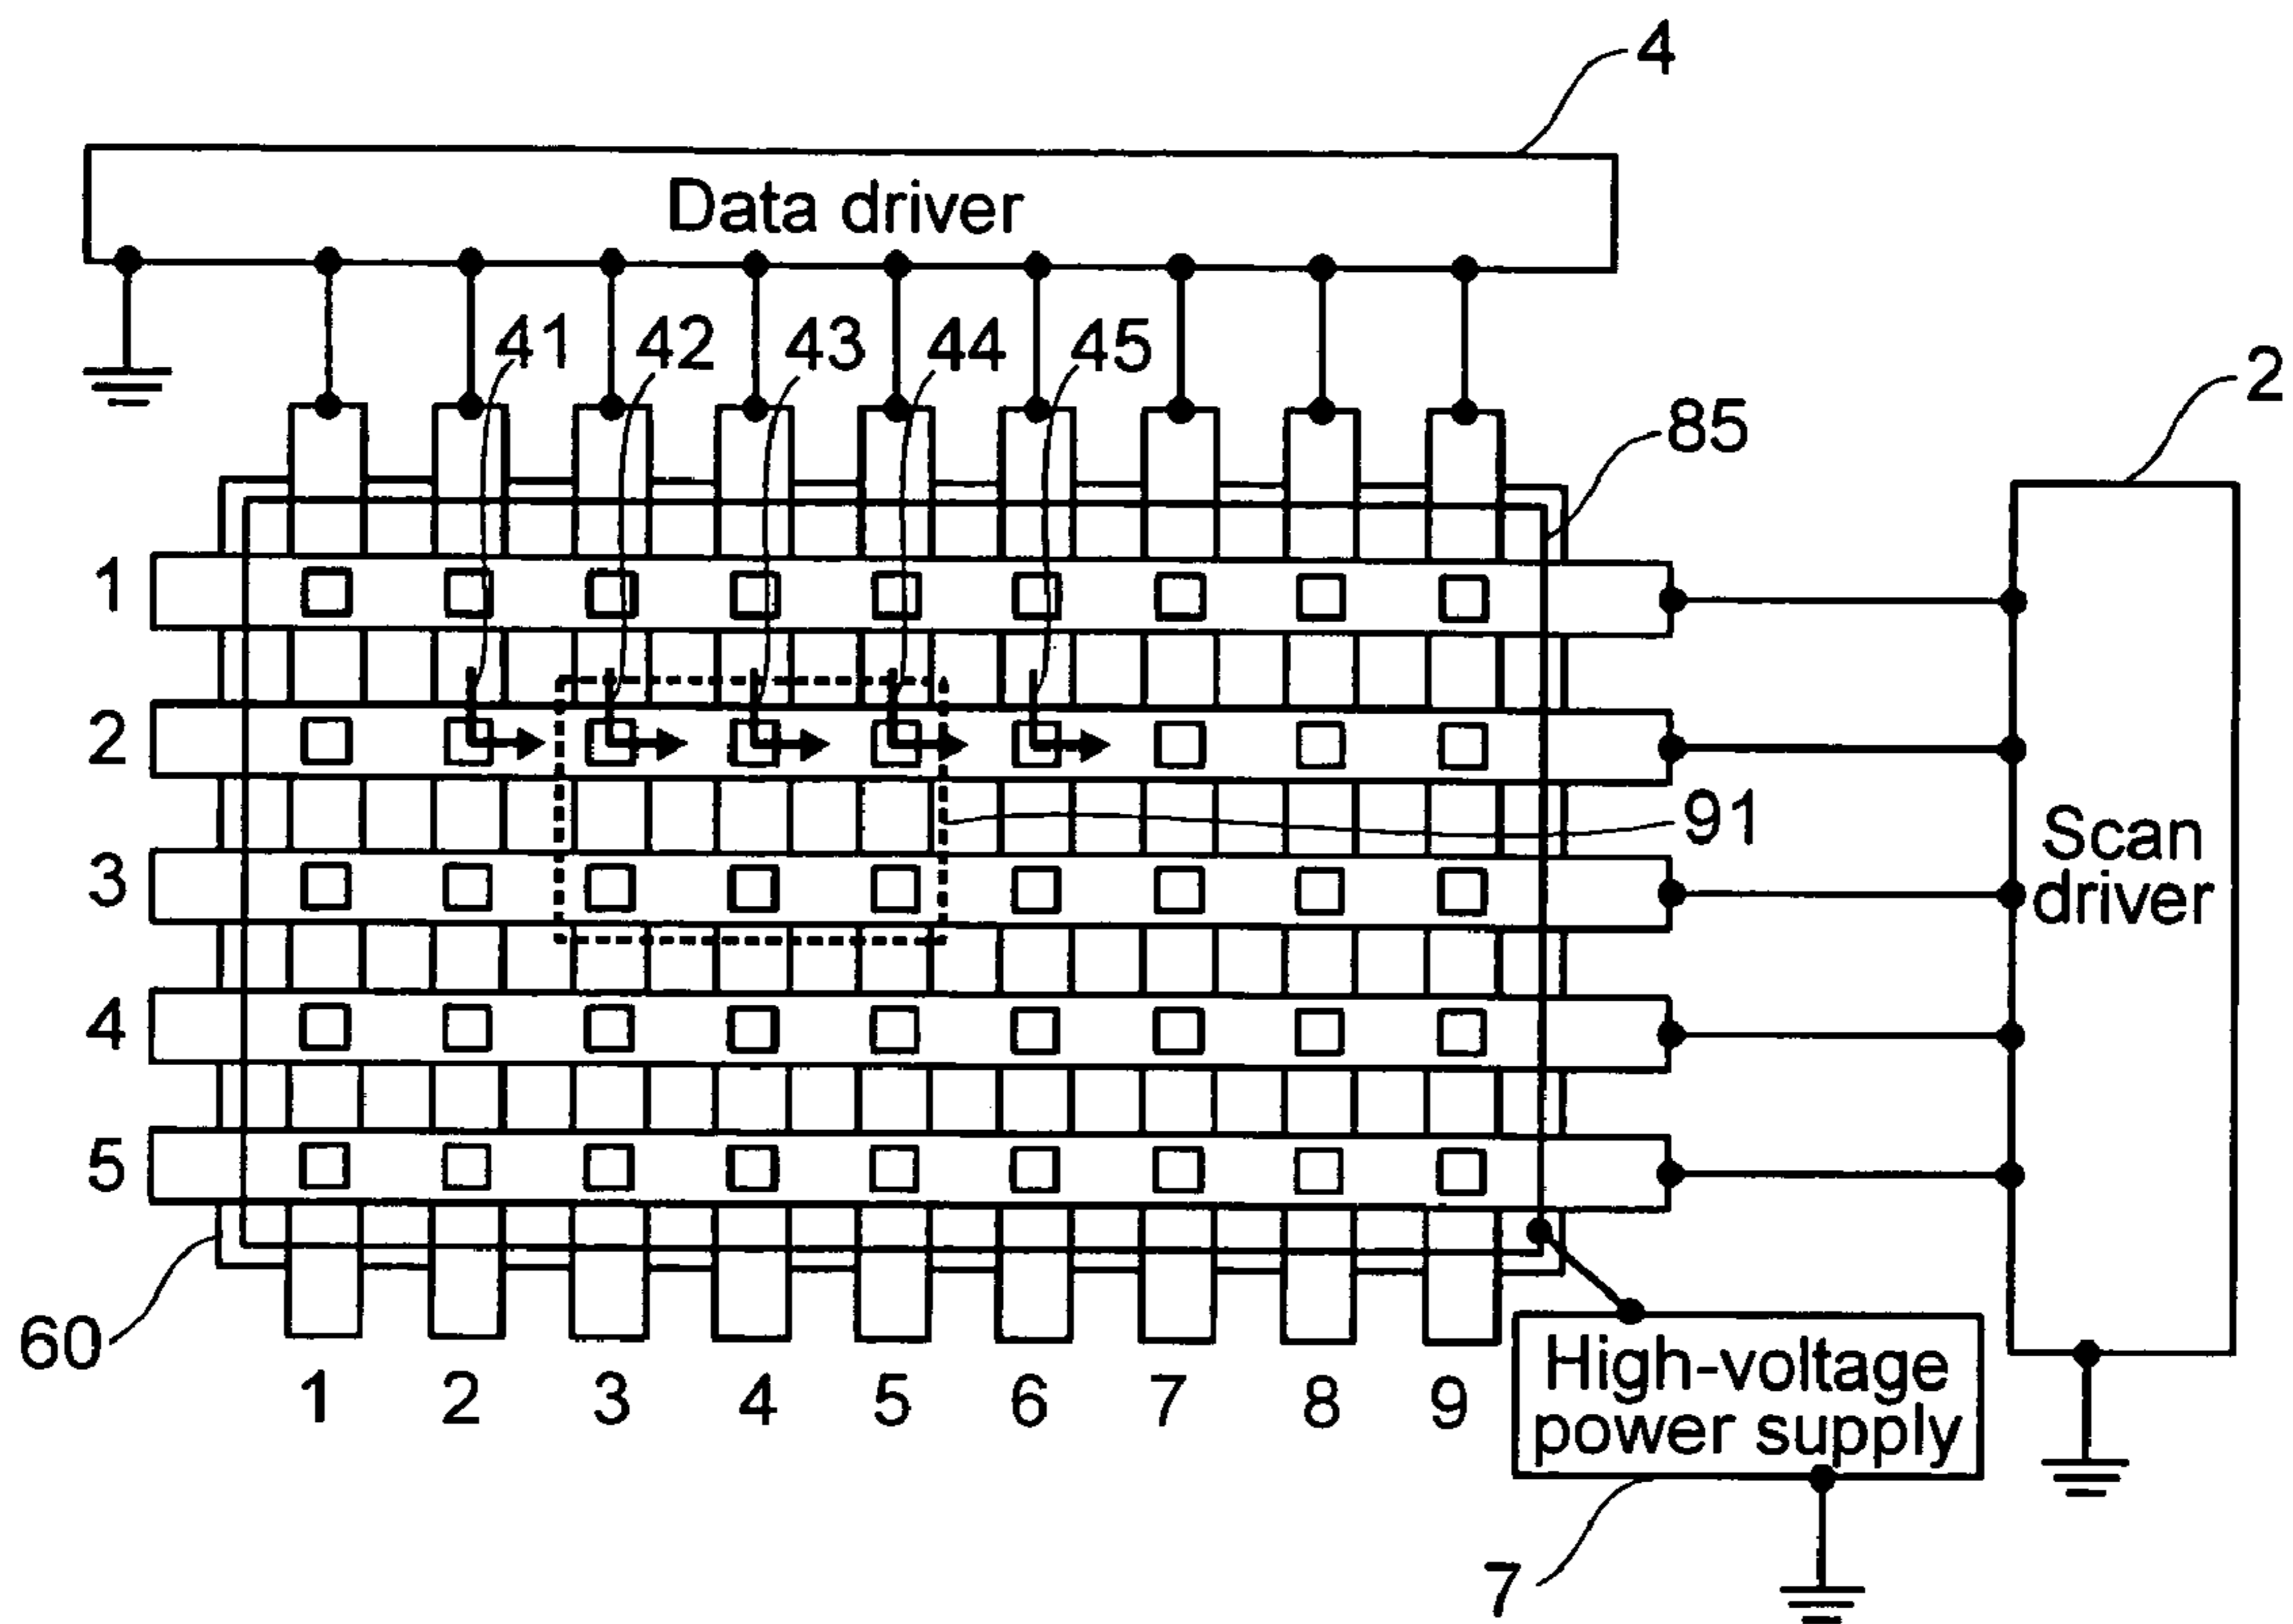 4
Data driver
41 42 43 44 45
2
85
1
2
91
3
Scan
driver
4
5
60
1 2 3 4 5 6 7 8 9
High-voltage
power supply
7